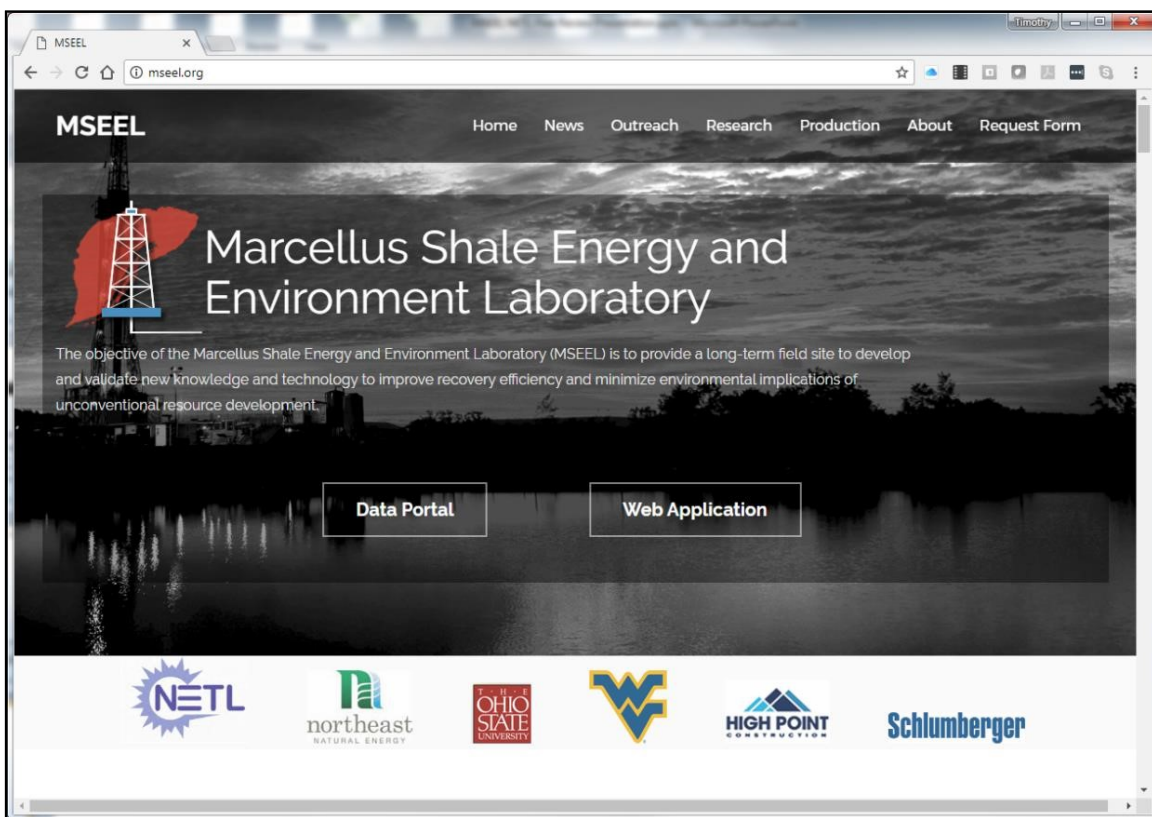 Timothy
MSEEL
mseel.org
MSEEL
Home News Outreach Research Production About Request Form
Marcellus Shale Energy and
Environment Laboratory
The objective of the Marcellus Shale Energy and Environment Laboratory (MSEEL) is to provide a long-term field site to develop
and validate new knowledge and technology to improve recovery efficiency and minimize environmental implications of
unconventional resource development.
Data Portal Web Application
NETL
northeast
NATURAL ENERGY
T · H · E
OHIO
STATE
UNIVERSITY
WV
HIGH POINT
CONSTRUCTION
Schlumberger